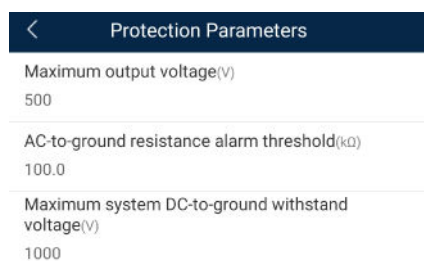 Protection Parameters
Maximum output voltage(V)
500
AC-to-ground resistance alarm threshold(kΩ)
100.0
Maximum system DC-to-ground withstand
voltage(V)
1000